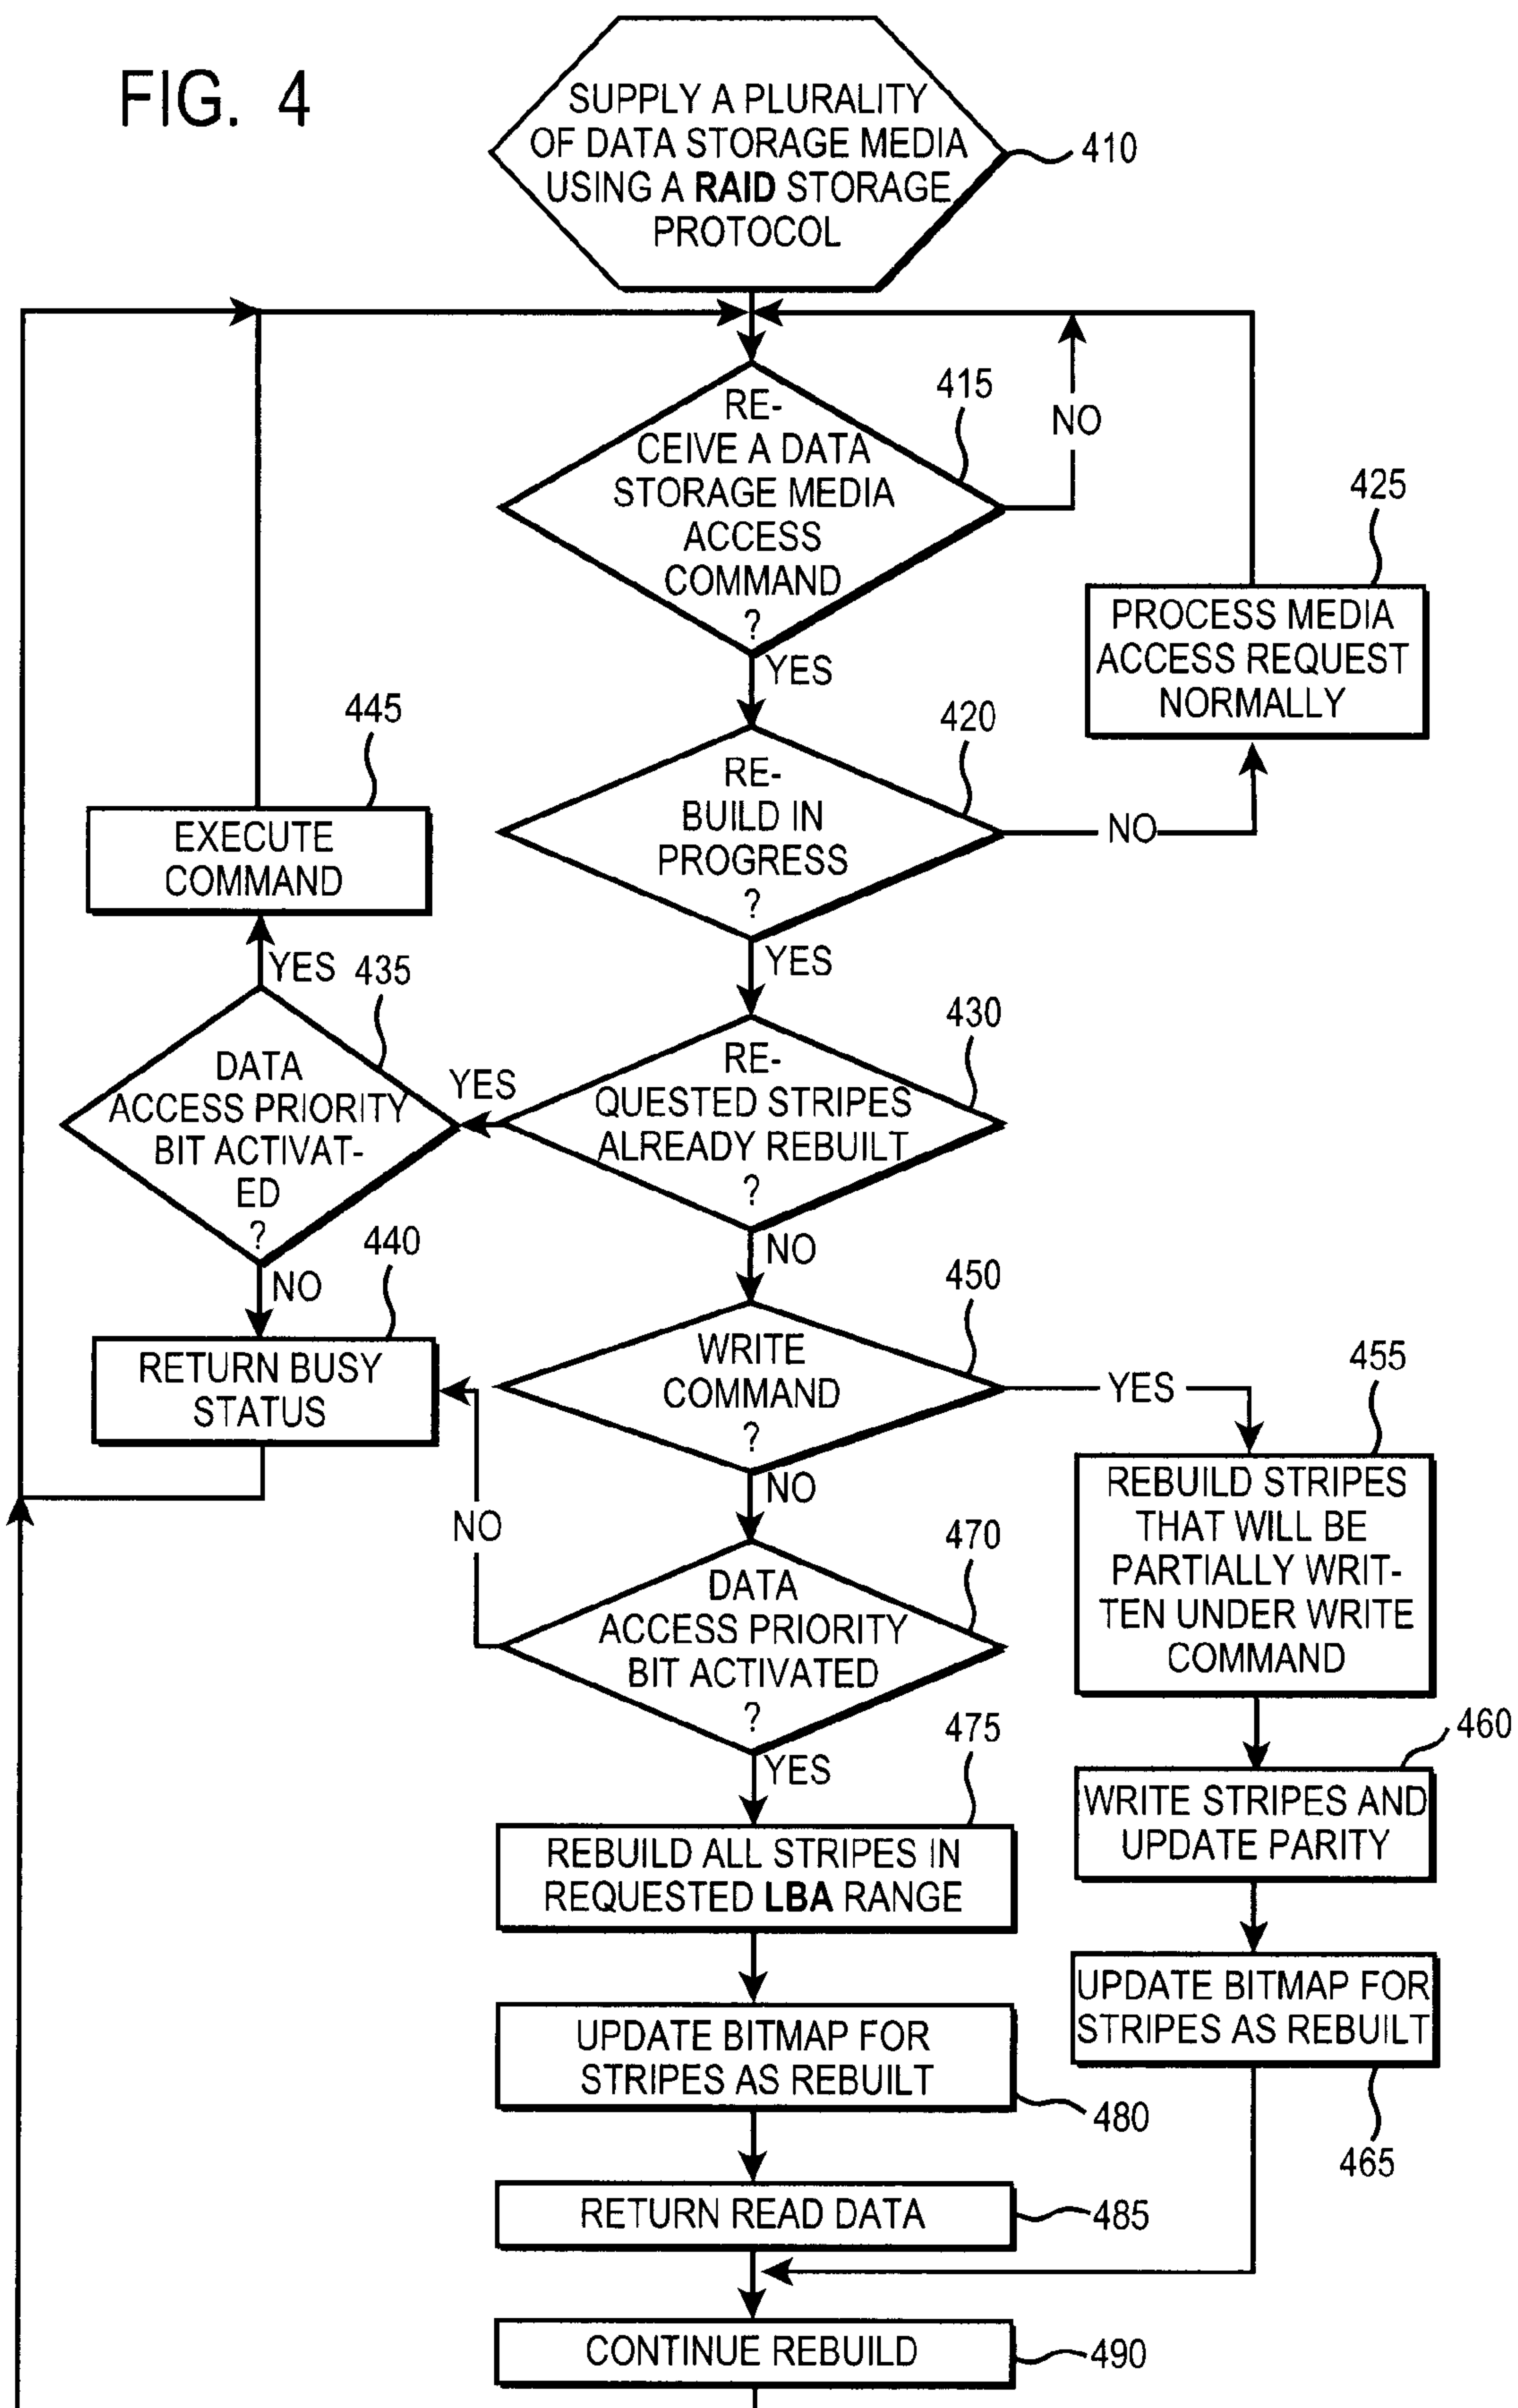 FIG. 4
SUPPLY A PLURALITY
OF DATA STORAGE MEDIA
USING A RAID STORAGE
PROTOCOL
410
RE-
CEIVE A DATA
STORAGE MEDIA
ACCESS
COMMAND
?
415
NO
YES
425
PROCESS MEDIA
ACCESS REQUEST
NORMALLY
420
RE-
BUILD IN
PROGRESS
?
NO
YES
445
EXECUTE
COMMAND
YES
435
DATA
ACCESS PRIORITY
BIT ACTIVAT-
ED
?
NO
430
RE-
QUESTED STRIPES
ALREADY REBUILT
?
YES
NO
440
RETURN BUSY
STATUS
450
WRITE
COMMAND
?
YES
NO
455
REBUILD STRIPES
THAT WILL BE
PARTIALLY WRIT-
TEN UNDER WRITE
COMMAND
470
DATA
ACCESS PRIORITY
BIT ACTIVATED
?
NO
YES
460
WRITE STRIPES AND
UPDATE PARITY
475
REBUILD ALL STRIPES IN
REQUESTED LBA RANGE
UPDATE BITMAP FOR
STRIPES AS REBUILT
465
UPDATE BITMAP FOR
STRIPES AS REBUILT
480
RETURN READ DATA
485
CONTINUE REBUILD
490